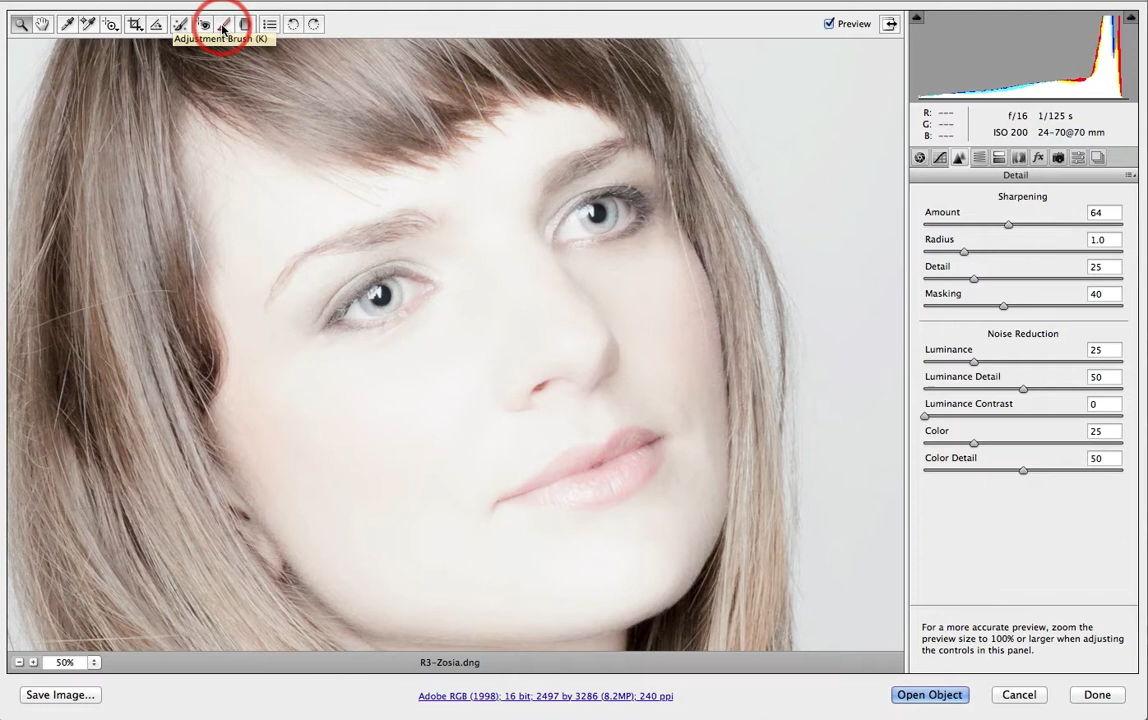 Adjustment Brush (K)
Preview
R: ---
G: ---
B: ---
f/16 1/125 s
ISO 200 24-70@70 mm
Detail
Sharpening
Amount 64
Radius 1.0
Detail 25
Masking 40
Noise Reduction
Luminance 25
Luminance Detail 50
Luminance Contrast 0
Color 25
Color Detail 50
For a more accurate preview, zoom the
preview size to 100% or larger when adjusting
the controls in this panel.
50%
R3-Zosia.dng
Save Image...
Adobe RGB (1998); 16 bit; 2497 by 3286 (8.2MP); 240 ppi
Open Object
Cancel
Done